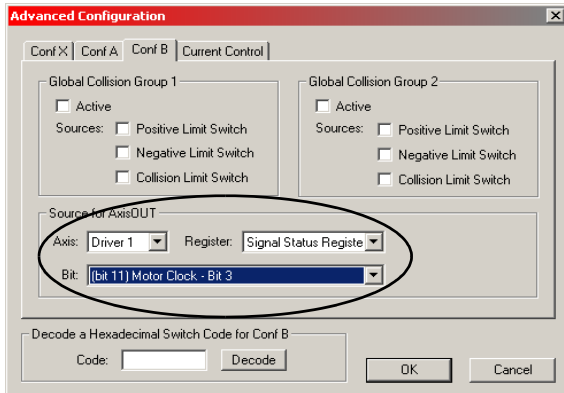 Advanced Configuration
Conf X Conf A Conf B Current Control
Global Collision Group 1
Active
Sources: Positive Limit Switch
Negative Limit Switch
Collision Limit Switch
Global Collision Group 2
Active
Sources: Positive Limit Switch
Negative Limit Switch
Collision Limit Switch
Source for AxisOUT
Axis: Driver 1 Register: Signal Status Registe
Bit: (bit 11) Motor Clock - Bit 3
Decode a Hexadecimal Switch Code for Conf B
Code: Decode
OK Cancel